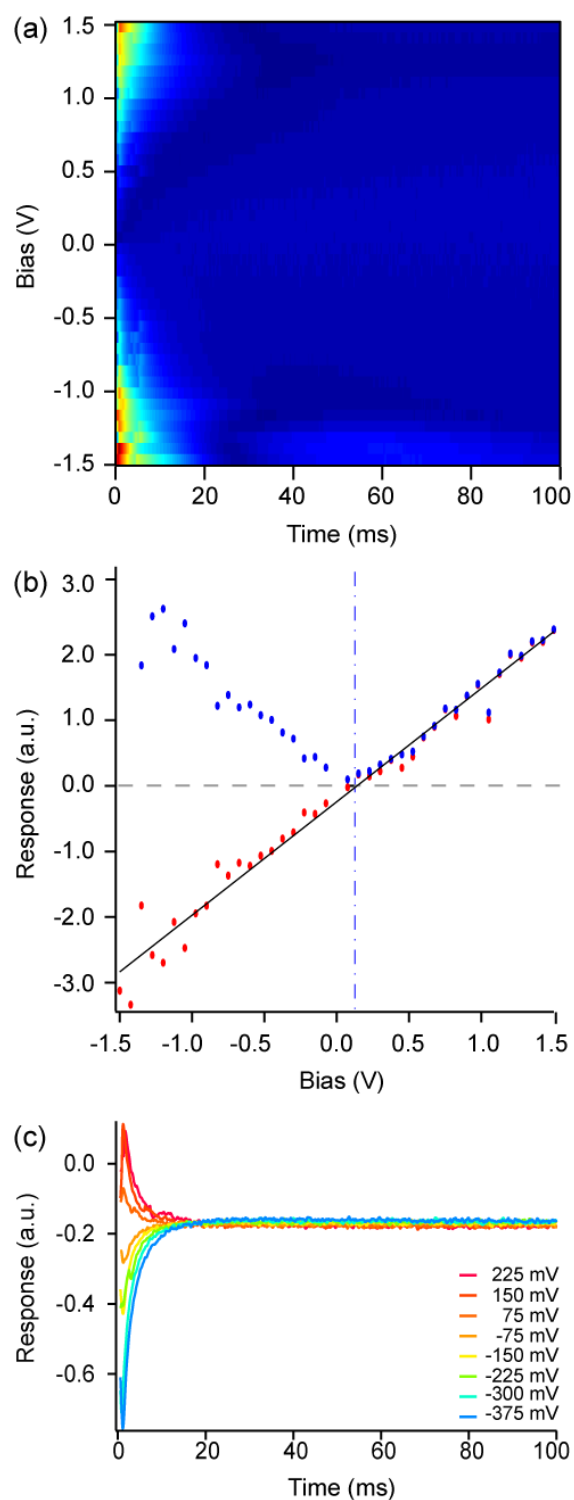 (a)
1.5
1.0
0.5
0.0
-0.5
-1.0
-1.5
Bias (V)
0 20 40 60 80 100
Time (ms)
(b)
3.0
2.0
1.0
0.0
-1.0
-2.0
-3.0
Response (a.u.)
-1.5 -1.0 -0.5 0.0 0.5 1.0 1.5
Bias (V)
(c)
0.0
-0.2
-0.4
-0.6
Response (a.u.)
225 mV
150 mV
75 mV
-75 mV
-150 mV
-225 mV
-300 mV
-375 mV
0 20 40 60 80 100
Time (ms)